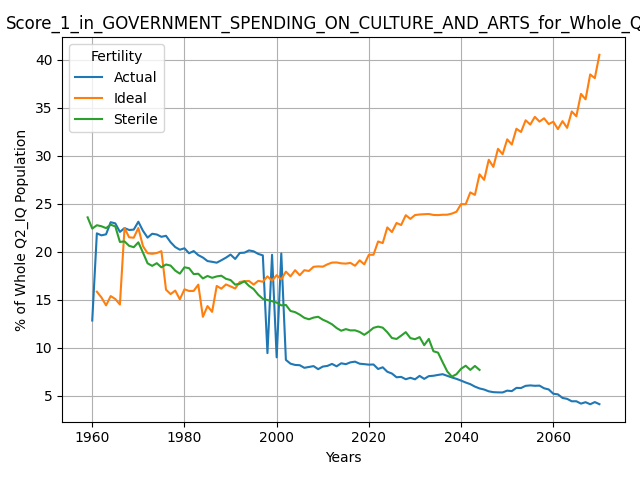 Score_1_in_GOVERNMENT_SPENDING_ON_CULTURE_AND_ARTS_for_Whole_Q
Fertility
Actual
Ideal
Sterile
% of Whole Q2_IQ Population
40
35
30
25
20
15
10
5
1960 1980 2000 2020 2040 2060
Years